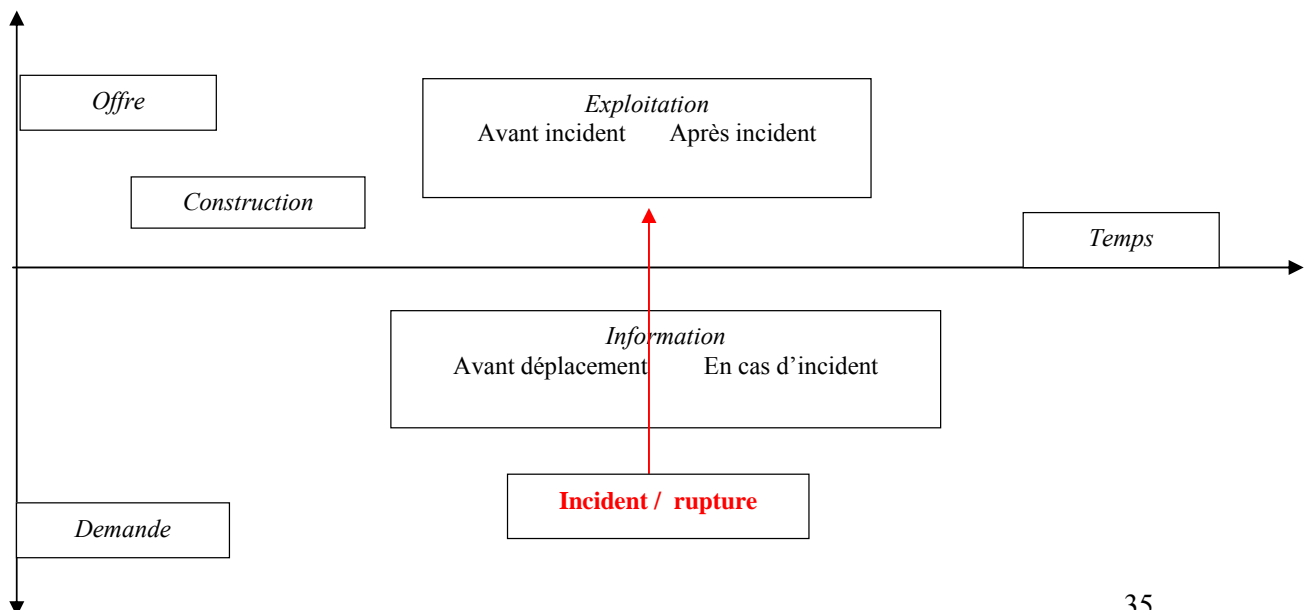 Offre
Exploitation
Avant incident Après incident
Construction
Temps
Information
Avant déplacement En cas d’incident
Incident / rupture
Demande
35